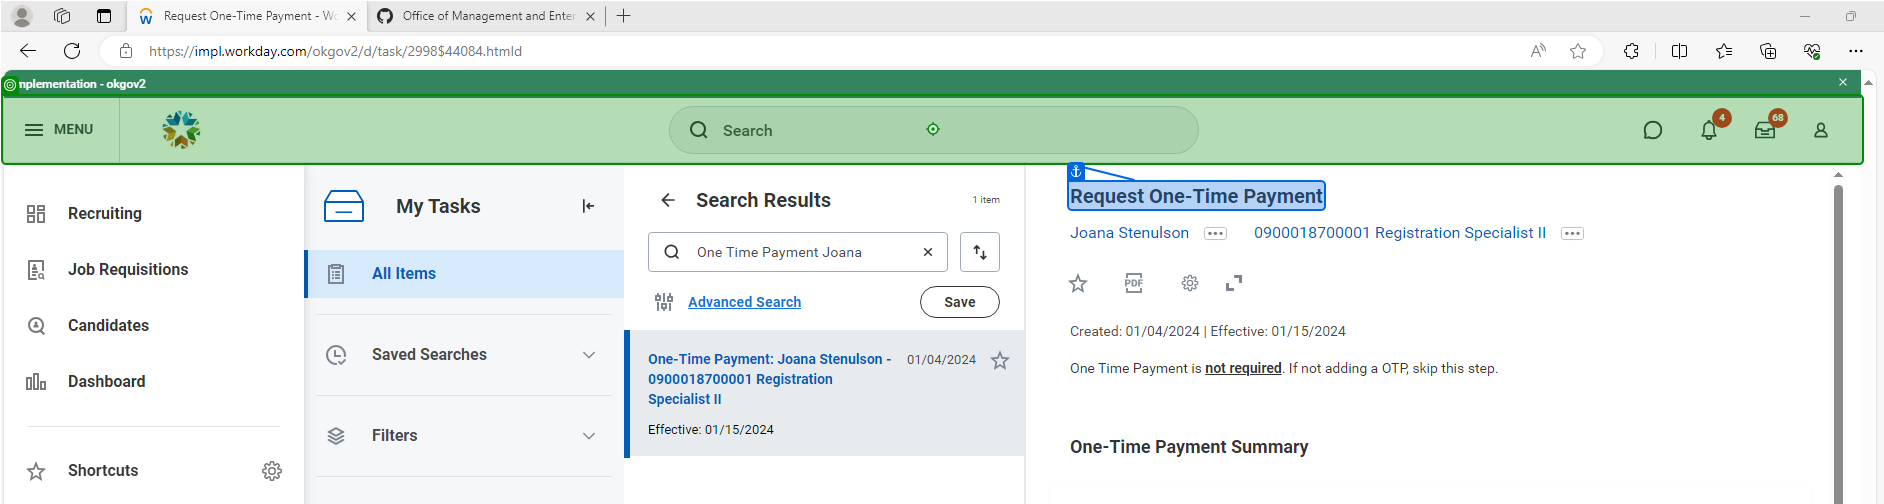 Request One-Time Payment - Wo
Office of Management and Enter
https://impl.workday.com/okgov2/d/task/2998$44084.htmld
mplementation - okgov2
MENU
Search
4
68
Recruiting
Job Requisitions
Candidates
Dashboard
Shortcuts
My Tasks
All Items
Saved Searches
Filters
Search Results
1 item
One Time Payment Joana
Advanced Search
Save
One-Time Payment: Joana Stenulson -
0900018700001 Registration
Specialist II
01/04/2024
Effective: 01/15/2024
Request One-Time Payment
Joana Stenulson
0900018700001 Registration Specialist II
PDF
Created: 01/04/2024 | Effective: 01/15/2024
One Time Payment is not required. If not adding a OTP, skip this step.
One-Time Payment Summary